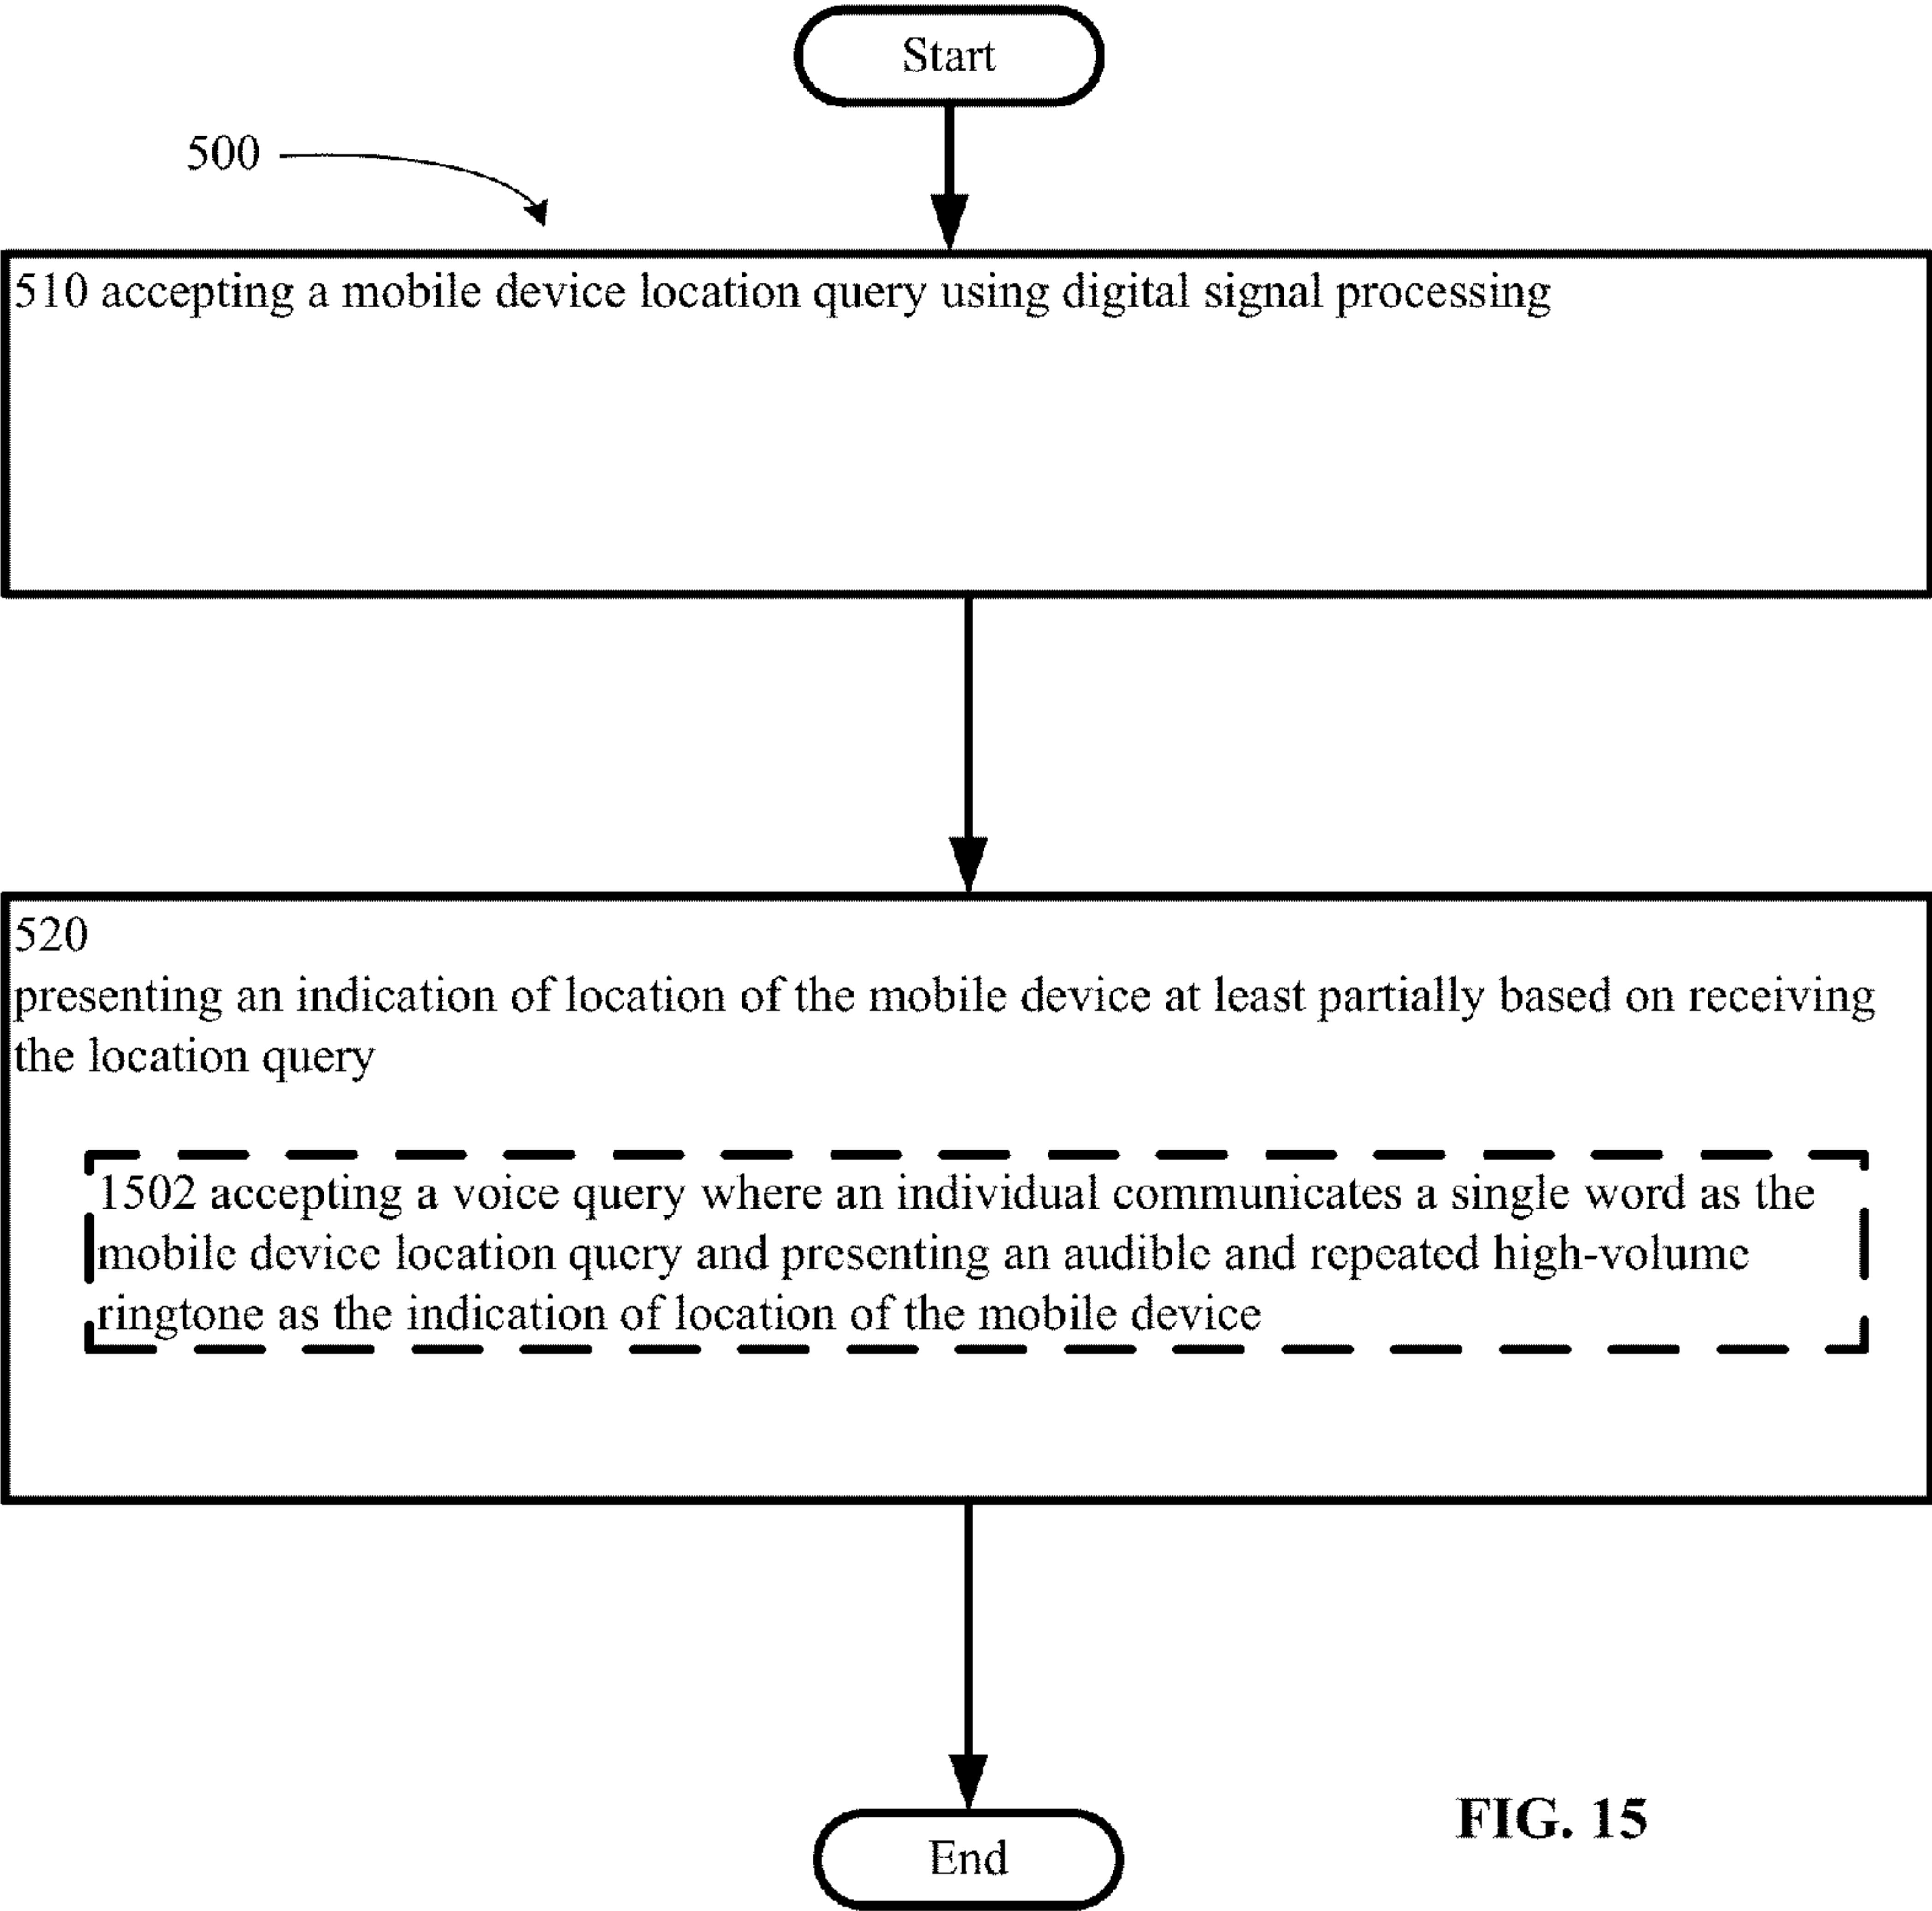 Start
500
510 accepting a mobile device location query using digital signal processing
520
presenting an indication of location of the mobile device at least partially based on receiving
the location query
1502 accepting a voice query where an individual communicates a single word as the
mobile device location query and presenting an audible and repeated high-volume
ringtone as the indication of location of the mobile device
End
FIG. 15